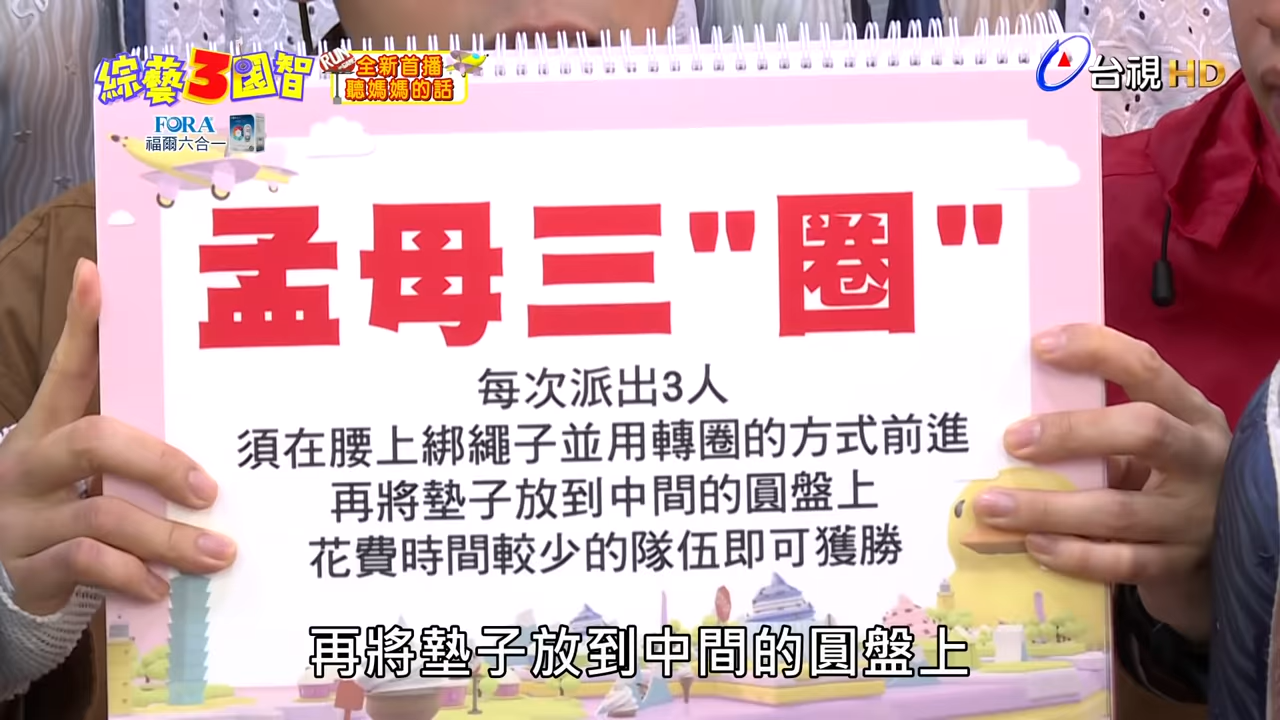 綜藝3國智
RUN
全新首播
聽媽媽的話
台視HD
FORA
福爾六合一
孟母三"圈"
每次派出3人
須在腰上綁繩子並用轉圈的方式前進
再將墊子放到中間的圓盤上
花費時間較少的隊伍即可獲勝
再將墊子放到中間的圓盤上